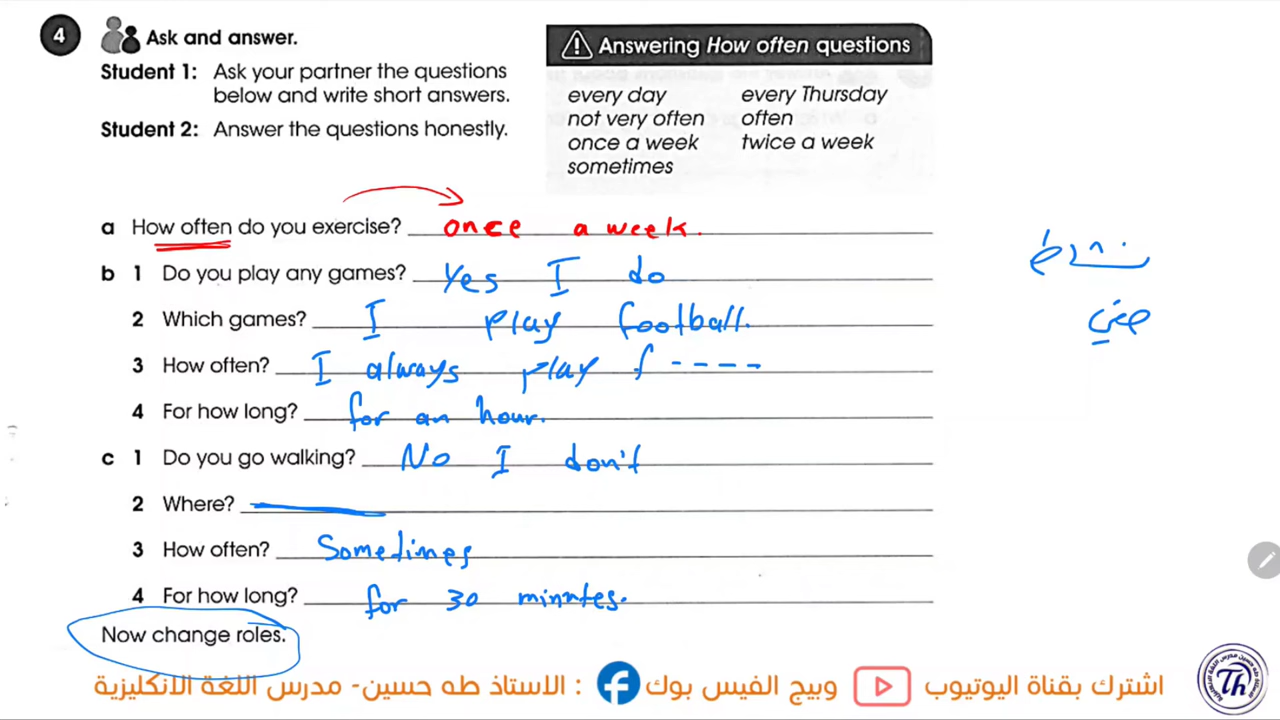 4 Ask and answer.
Student 1: Ask your partner the questions
below and write short answers.
Student 2: Answer the questions honestly.
Answering How often questions
every day every Thursday
not very often often
once a week twice a week
sometimes
a How often do you exercise? once a week.
b 1 Do you play any games? Yes I do
2 Which games? I play football.
3 How often? I always play f ----
4 For how long? for an hour.
c 1 Do you go walking? No I don't
2 Where?
3 How often? Sometimes
4 For how long? for 30 minutes.
Now change roles.
اشترك بقناة اليوتيوب وبيج الفيس بوك : الاستاذ طه حسين- مدرس اللغة الانكليزية
Th